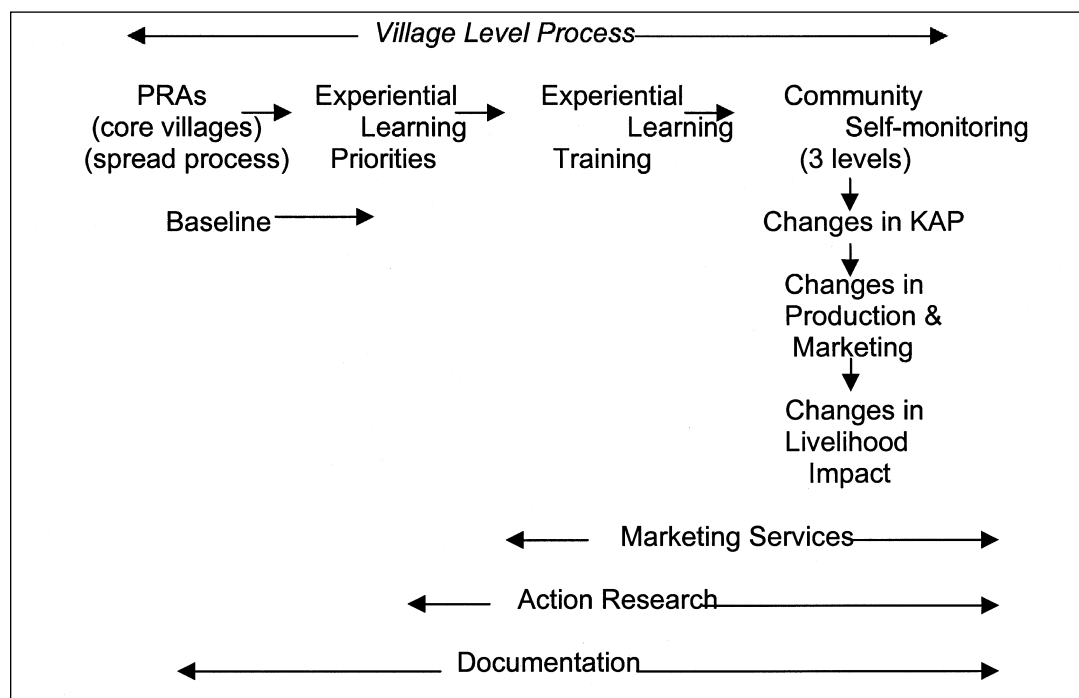 Village Level Process
PRAs
(core villages)
(spread process)
Experiential
Learning
Priorities
Experiential
Learning
Training
Community
Self-monitoring
(3 levels)
Baseline
Changes in KAP
Changes in
Production &
Marketing
Changes in
Livelihood
Impact
Marketing Services
Action Research
Documentation